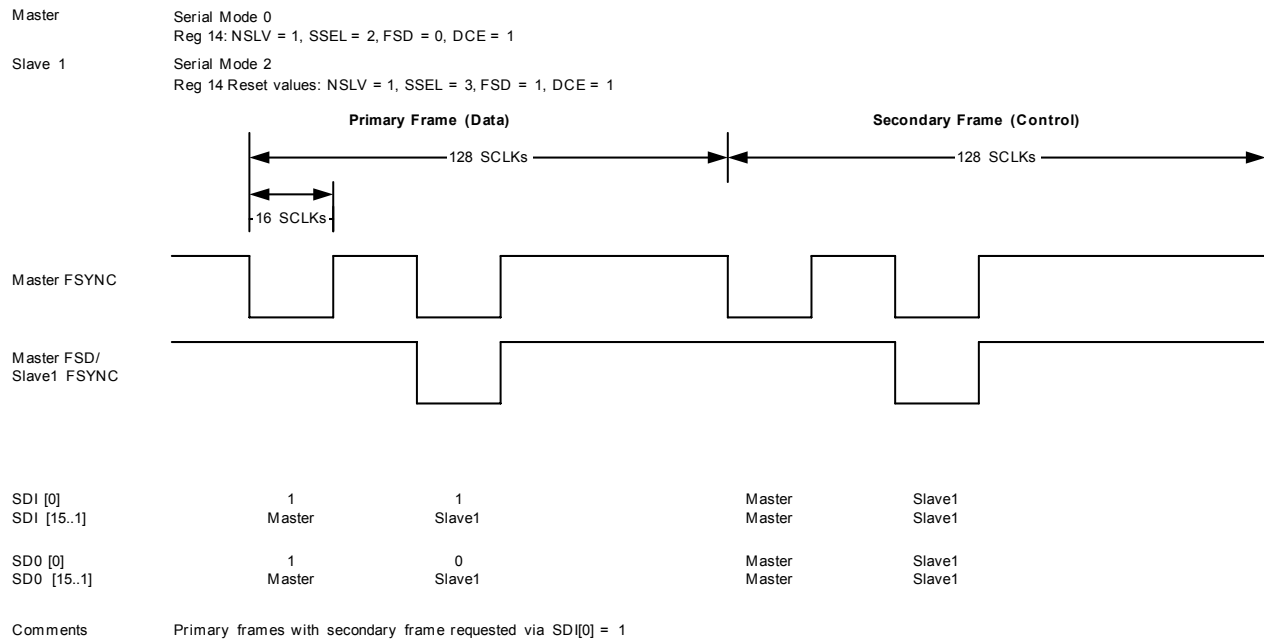 Master Serial Mode 0
Reg 14: NSLV = 1, SSEL = 2, FSD = 0, DCE = 1
Slave 1 Serial Mode 2
Reg 14 Reset values: NSLV = 1, SSEL = 3, FSD = 1, DCE = 1
Primary Frame (Data) Secondary Frame (Control)
128 SCLKs 128 SCLKs
16 SCLKs
Master FSYNC
Master FSD/
Slave1 FSYNC
SDI [0] 1 1 Master Slave1
SDI [15..1] Master Slave1 Master Slave1
SD0 [0] 1 0 Master Slave1
SD0 [15..1] Master Slave1 Master Slave1
Comments Primary frames with secondary frame requested via SDI[0] = 1